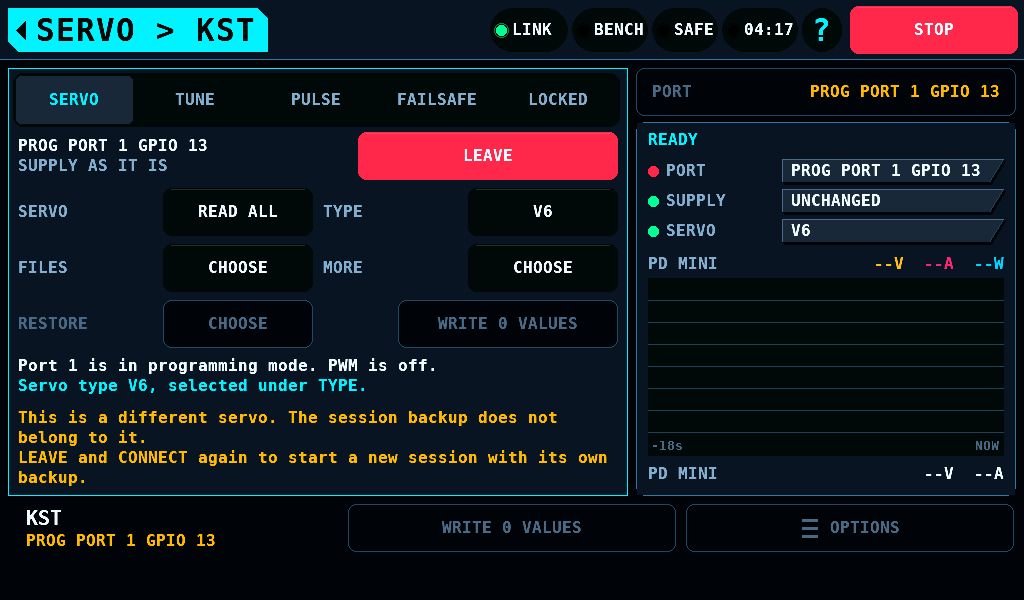 SERVO > KST
LINK
BENCH
SAFE
04:17
?
STOP
SERVO
TUNE
PULSE
FAILSAFE
LOCKED
PORT
PROG PORT 1 GPIO 13
PROG PORT 1 GPIO 13
SUPPLY AS IT IS
LEAVE
SERVO
READ ALL
TYPE
V6
FILES
CHOOSE
MORE
CHOOSE
RESTORE
CHOOSE
WRITE 0 VALUES
Port 1 is in programming mode. PWM is off.
Servo type V6, selected under TYPE.
This is a different servo. The session backup does not
belong to it.
LEAVE and CONNECT again to start a new session with its own
backup.
READY
PORT
PROG PORT 1 GPIO 13
SUPPLY
UNCHANGED
SERVO
V6
PD MINI
--V
--A
--W
-18s
NOW
PD MINI
--V
--A
KST
PROG PORT 1 GPIO 13
WRITE 0 VALUES
OPTIONS